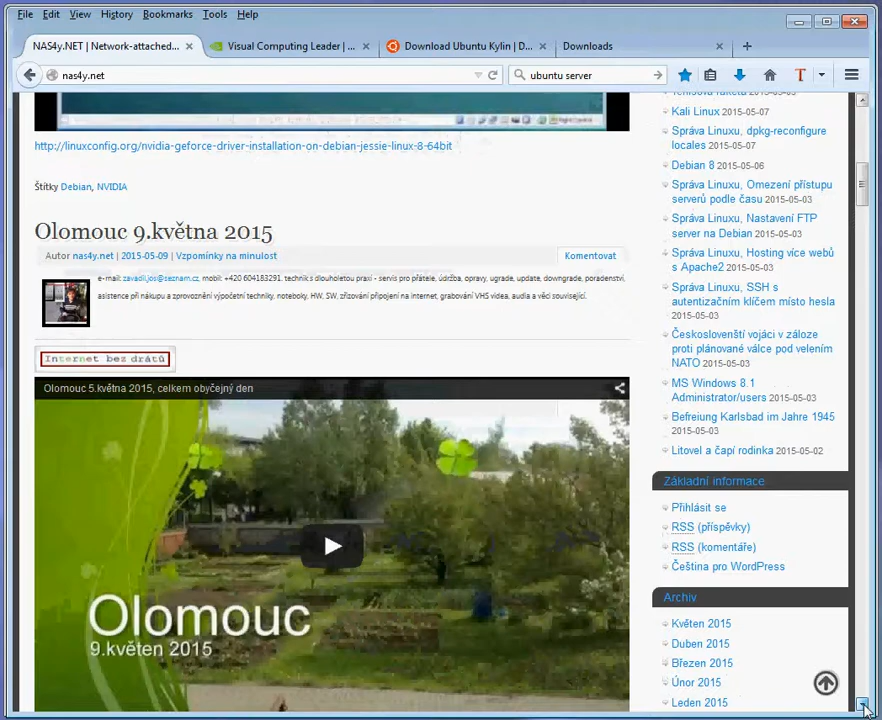 File Edit View History Bookmarks Tools Help
NAS4y.NET | Network-attached...
Visual Computing Leader | ...
Download Ubuntu Kylin | D...
Downloads
nas4y.net
ubuntu server
http://linuxconfig.org/nvidia-geforce-driver-installation-on-debian-jessie-linux-8-64bit
Štítky Debian, NVIDIA
Olomouc 9.května 2015
Autor nas4y.net | 2015-05-09 | Vzpomínky na minulost
Komentovat
e-mail: zavadil.jos@seznam.cz, mobil: +420 604183291. technik s dlouholetou praxí - servis pro přátele, údržba, opravy, ugrade, update, downgrade, poradenství,
asistence při nákupu a zprovoznění výpočetní techniky, noteboky, HW, SW, zřizování připojení na internet, grabování VHS videa, audia a věci související.
Internet bez drátů
Olomouc 5.května 2015, celkem obyčejný den
Olomouc
9.květen 2015
Kali Linux 2015-05-07
Správa Linuxu, dpkg-reconfigure
locales 2015-05-07
Debian 8 2015-05-06
Správa Linuxu, Omezení přístupu
serverů podle času 2015-05-03
Správa Linuxu, Nastavení FTP
server na Debian 2015-05-03
Správa Linuxu, Hosting více webů
s Apache2 2015-05-03
Správa Linuxu, SSH s
autentizačním klíčem místo hesla
2015-05-03
Českoslovenští vojáci v záloze
proti plánované válce pod velením
NATO 2015-05-03
MS Windows 8.1
Administrator/users 2015-05-03
Befreiung Karlsbad im Jahre 1945
2015-05-03
Litovel a čapí rodinka 2015-05-02
Základní informace
Přihlásit se
RSS (příspěvky)
RSS (komentáře)
Čeština pro WordPress
Archiv
Květen 2015
Duben 2015
Březen 2015
Únor 2015
Leden 2015